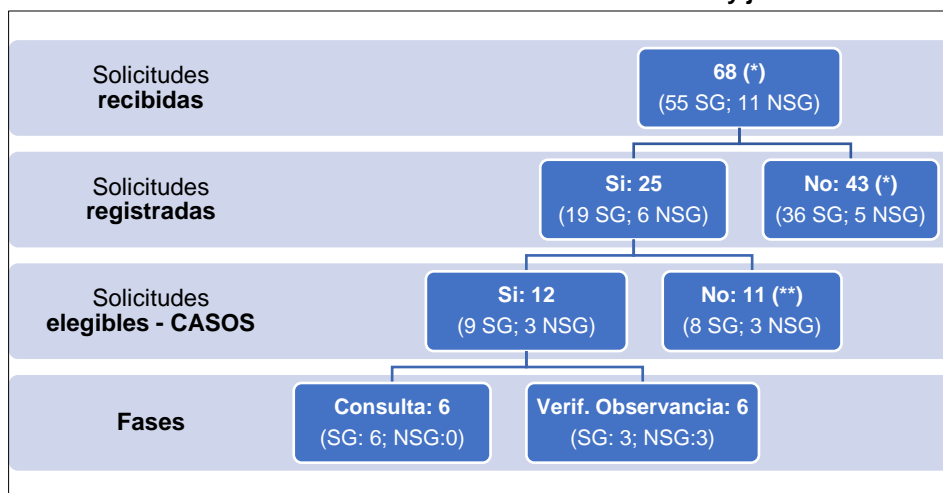 Solicitudes
recibidas
68 (*)
(55 SG; 11 NSG)
Solicitudes
registradas
Si: 25
(19 SG; 6 NSG)
No: 43 (*)
(36 SG; 5 NSG)
Solicitudes
elegibles - CASOS
Si: 12
(9 SG; 3 NSG)
No: 11 (**)
(8 SG; 3 NSG)
Fases
Consulta: 6
(SG: 6; NSG:0)
Verif. Observancia: 6
(SG: 3; NSG:3)